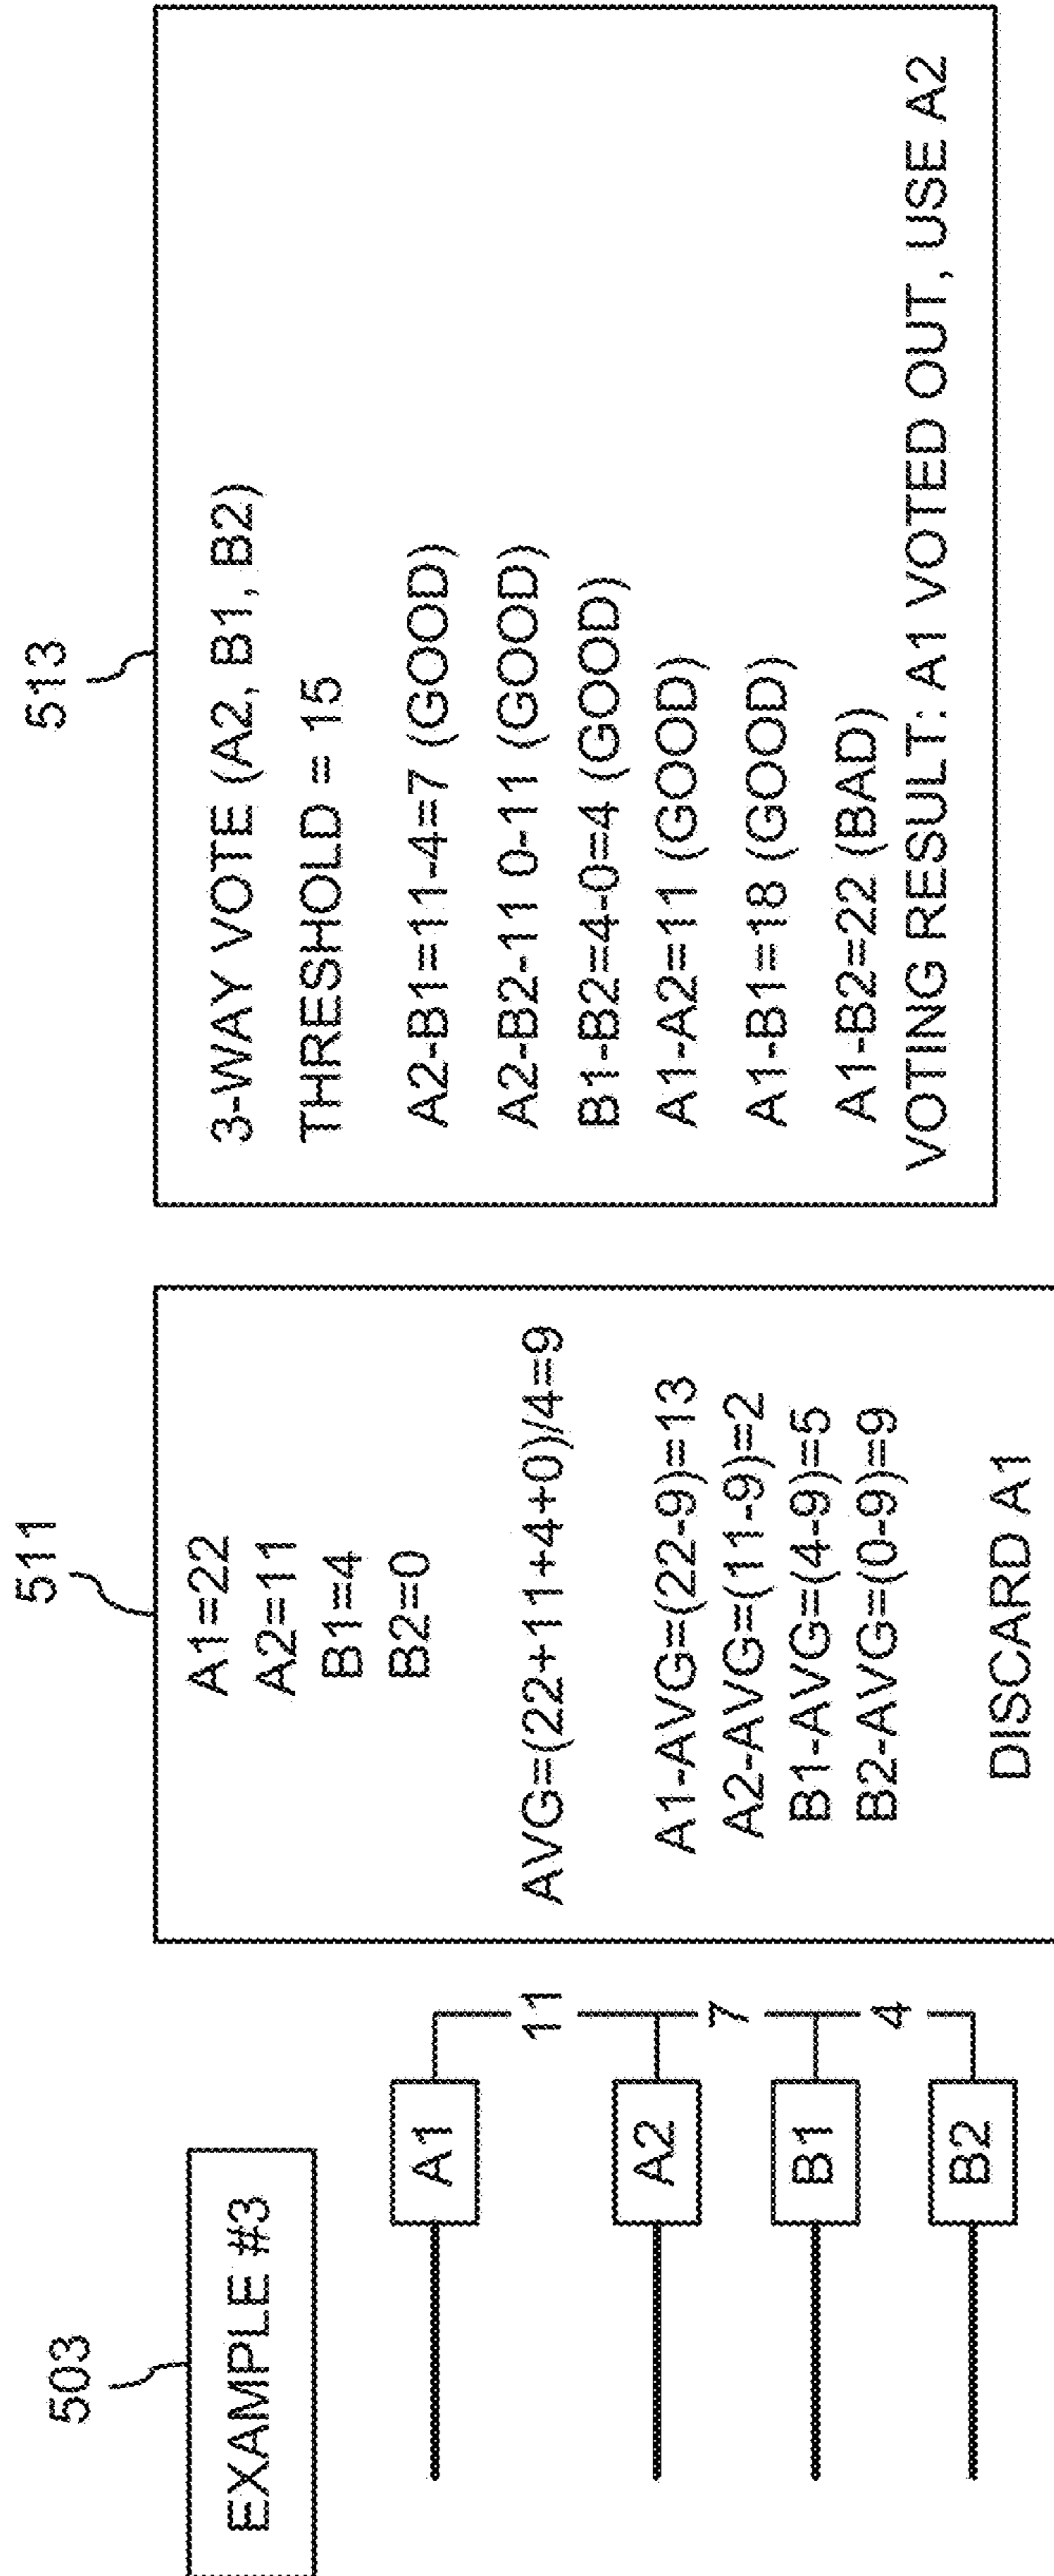 503
EXAMPLE #3
A1
A2
B1
B2
11
7
4
511
A1=22
A2=11
B1=4
B2=0
AVG=(22+11+4+0)/4=9
A1-AVG=(22-9)=13
A2-AVG=(11-9)=2
B1-AVG=(4-9)=5
B2-AVG=(0-9)=9
DISCARD A1
513
3-WAY VOTE (A2, B1, B2)
THRESHOLD = 15
A2-B1=11-4=7 (GOOD)
A2-B2-11 0-11 (GOOD)
B1-B2=4-0=4 (GOOD)
A1-A2=11 (GOOD)
A1-B1=18 (GOOD)
A1-B2=22 (BAD)
VOTING RESULT: A1 VOTED OUT, USE A2